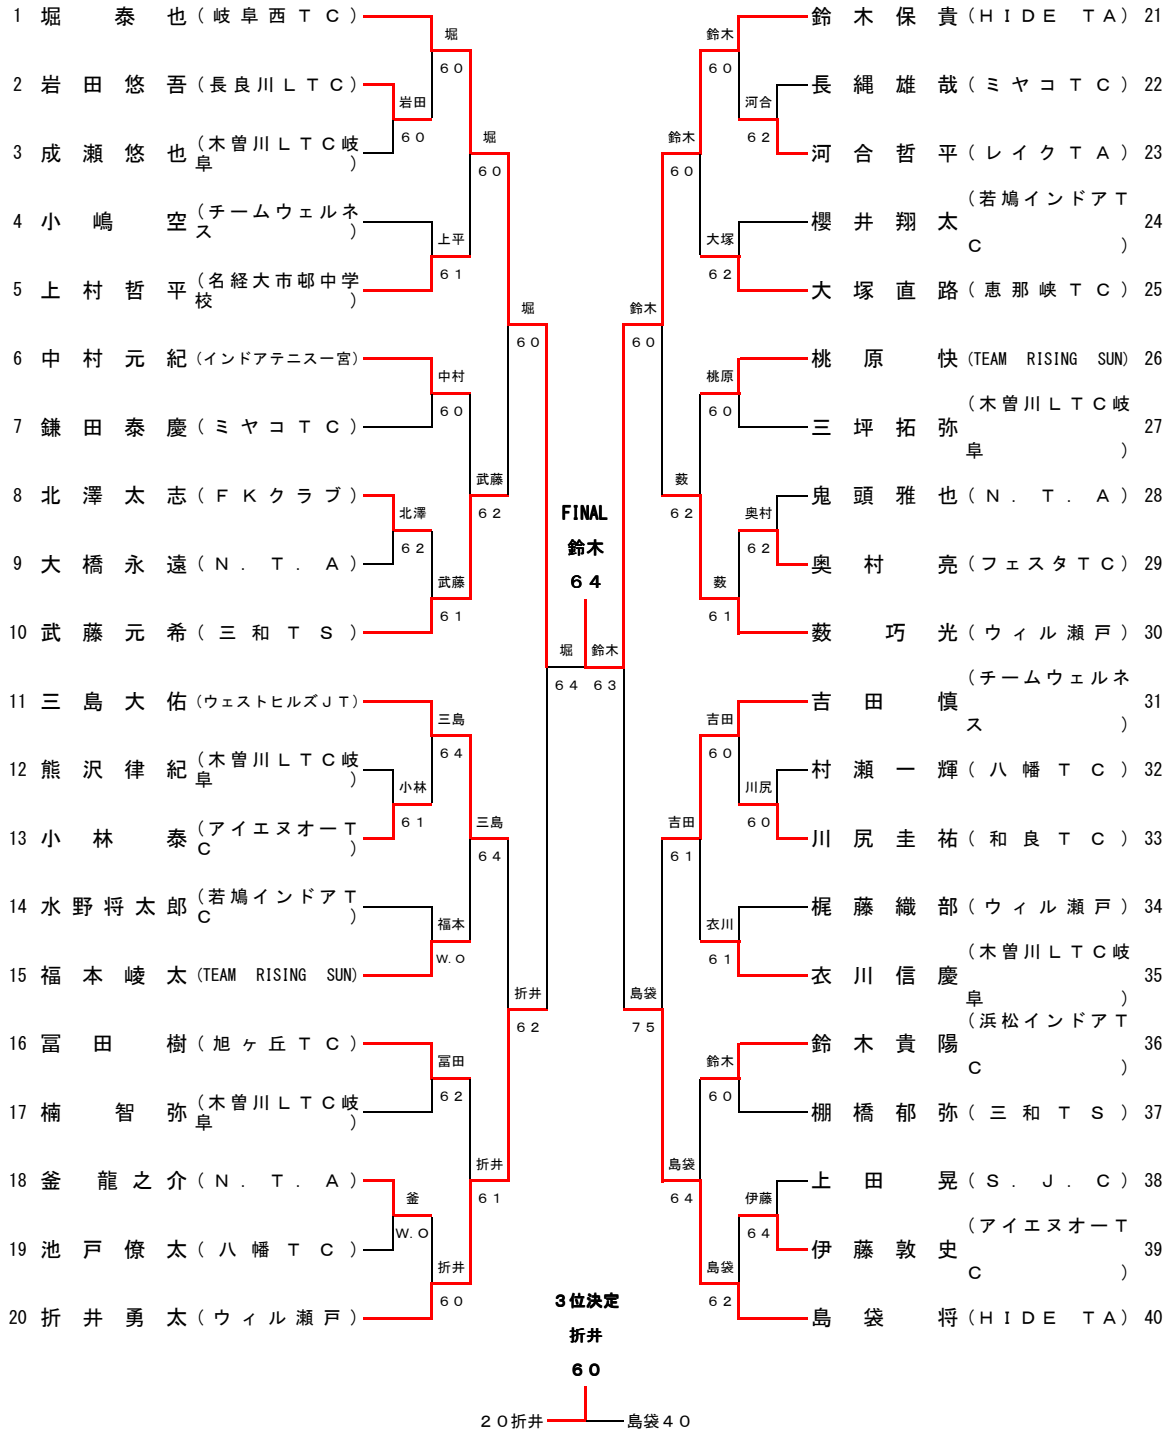 1 堀 泰 也 (岐阜西TC)
堀
60
2 岩 田 悠 吾 (長良川LTC)
岩田
60
3 成 瀬 悠 也 (木曽川LTC岐阜)
堀
60
4 小 嶋 空 (チームウェルネス)
上平
61
5 上 村 哲 平 (名経大市邨中学校)
堀
60
6 中 村 元 紀 (インドアテニス一宮)
中村
60
7 鎌 田 泰 慶 (ミヤコTC)
武藤
62
8 北 澤 太 志 (FKクラブ)
北澤
62
9 大 橋 永 遠 (N.T.A)
武藤
61
10 武 藤 元 希 (三和TS)
堀
64
11 三 島 大 佑 (ウェストヒルズJT)
三島
64
12 熊 沢 律 紀 (木曽川LTC岐阜)
小林
61
13 小 林 泰 (アイエヌオーTC)
三島
64
14 水 野 将 太 郎 (若鳩インドアTC)
福本
W.O
15 福 本 崚 太 (TEAM RISING SUN)
折井
62
16 冨 田 樹 (旭ヶ丘TC)
冨田
62
17 楠 智 弥 (木曽川LTC岐阜)
折井
61
18 釜 龍 之 介 (N.T.A)
釜
W.O
19 池 戸 僚 太 (八幡TC)
折井
60
20 折 井 勇 太 (ウィル瀬戸)
FINAL
鈴木
64
鈴 木 保 貴 (HIDE TA) 21
鈴木
60
長 縄 雄 哉 (ミヤコTC) 22
河合
62
河 合 哲 平 (レイクTA) 23
鈴木
60
櫻 井 翔 太 (若鳩インドアTC) 24
大塚
62
大 塚 直 路 (恵那峡TC) 25
鈴木
60
桃 原 快 (TEAM RISING SUN) 26
桃原
60
三 坪 拓 弥 (木曽川LTC岐阜) 27
薮
62
鬼 頭 雅 也 (N.T.A) 28
奥村
62
奥 村 亮 (フェスタTC) 29
薮
61
薮 巧 光 (ウィル瀬戸) 30
鈴木
63
吉 田 慎 (チームウェルネス) 31
吉田
60
村 瀬 一 輝 (八幡TC) 32
川尻
60
川 尻 圭 祐 (和良TC) 33
吉田
61
梶 藤 織 部 (ウィル瀬戸) 34
衣川
61
衣 川 信 慶 (木曽川LTC岐阜) 35
島袋
75
鈴 木 貴 陽 (浜松インドアTC) 36
鈴木
60
棚 橋 郁 弥 (三和TS) 37
島袋
64
上 田 晃 (S.J.C) 38
伊藤
64
伊 藤 敦 史 (アイエヌオーTC) 39
島袋
62
島 袋 将 (HIDE TA) 40
3位決定
折井
60
20折井 島袋40